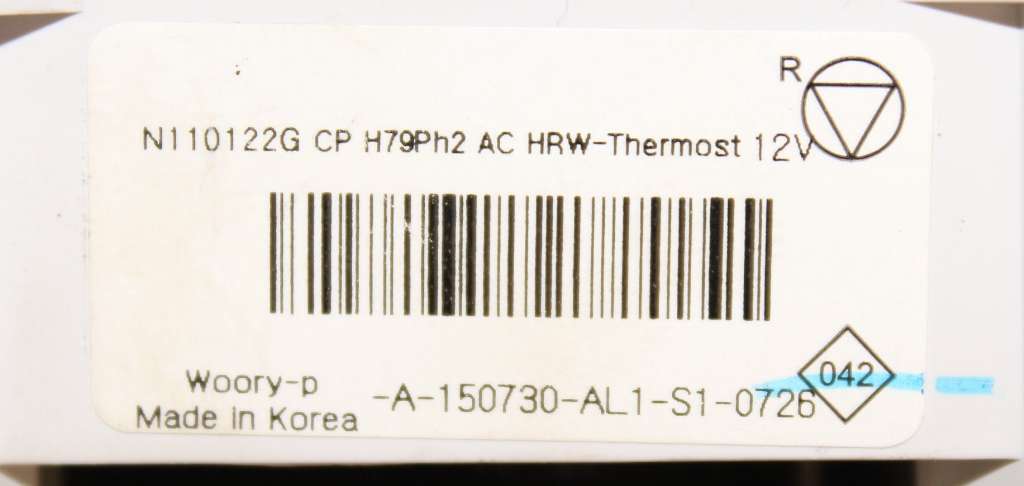 R
N110122G CP H79Ph2 AC HRW-Thermost 12V
042
Woory-p -A-150730-AL1-S1-0726
Made in Korea